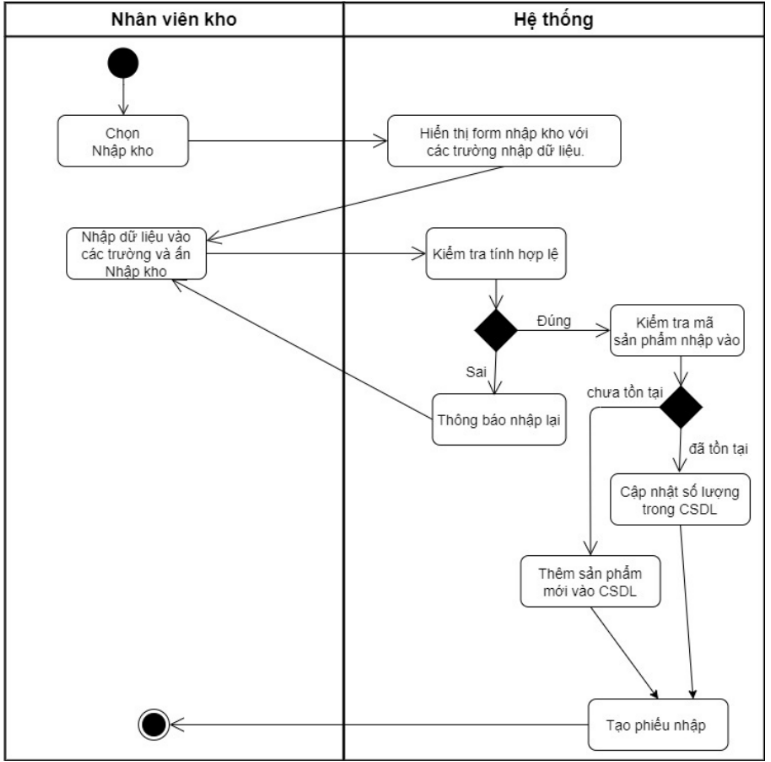 Nhân viên kho
Hệ thống
Chọn
Nhập kho
Hiển thị form nhập kho với
các trường nhập dữ liệu.
Nhập dữ liệu vào
các trường và ấn
Nhập kho
Kiểm tra tính hợp lệ
Đúng
Kiểm tra mã
sản phẩm nhập vào
Sai
chưa tồn tại
Thông báo nhập lại
đã tồn tại
Cập nhật số lượng
trong CSDL
Thêm sản phẩm
mới vào CSDL
Tạo phiếu nhập